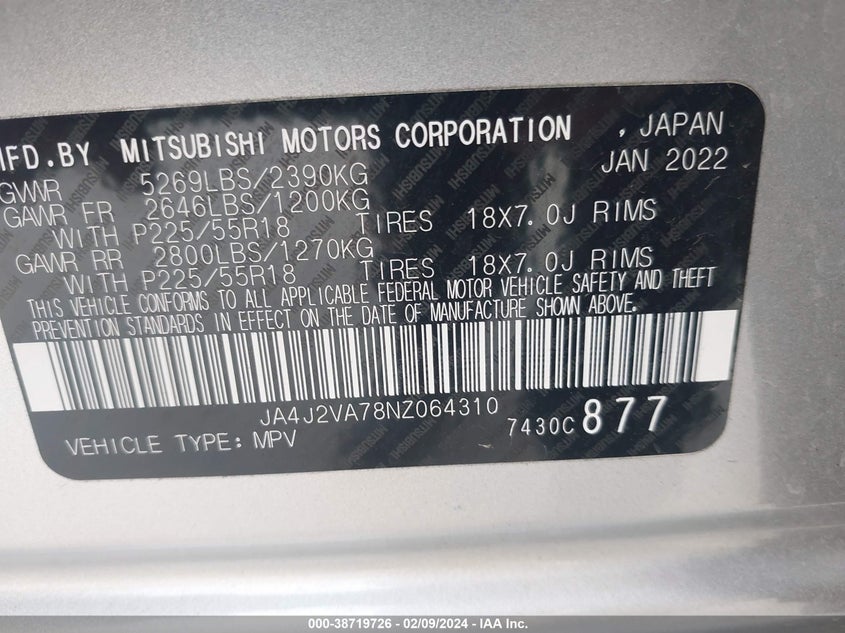 MFD.BY MITSUBISHI MOTORS CORPORATION , JAPAN
JAN 2022
GVWR 5269LBS/2390KG
GAWR FR 2646LBS/1200KG
WITH P225/55R18 TIRES 18X7.0J RIMS
GAWR RR 2800LBS/1270KG
WITH P225/55R18 TIRES 18X7.0J RIMS
THIS VEHICLE CONFORMS TO ALL APPLICABLE FEDERAL MOTOR VEHICLE SAFETY AND THEFT
PREVENTION STANDARDS IN EFFECT ON THE DATE OF MANUFACTURE SHOWN ABOVE.
JA4J2VA78NZ064310
7430C 877
VEHICLE TYPE: MPV
000-38719726 - 02/09/2024 - IAA Inc.